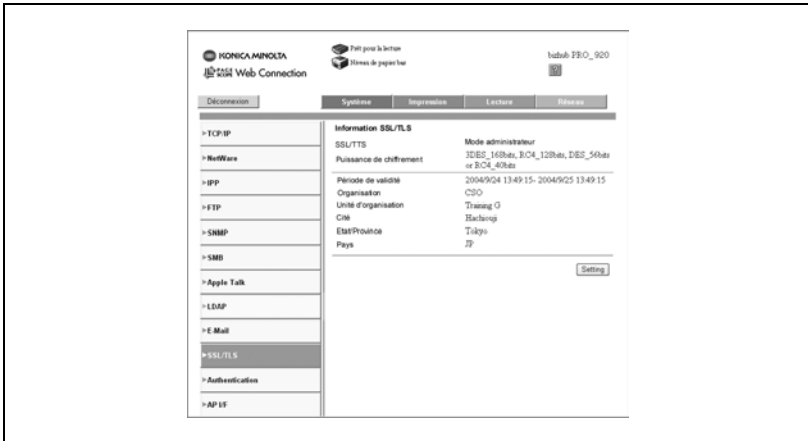 KONICA MINOLTA
PAGE SCOPE Web Connection
Prêt pour la lecture
Niveau de papier bas
bizhub PRO_920
?
Déconnexion
Système Impression Lecture Réseau
TCP/IP
NetWare
IPP
FTP
SNMP
SMB
Apple Talk
LDAP
E-Mail
SSL/TLS
Authentication
AP I/F
Information SSL/TLS
SSL/TTS Mode administrateur
Puissance de chiffrement 3DES_168bits, RC4_128bits, DES_56bits
or RC4_40bits
Période de validité 2004/9/24 13:49:15- 2004/9/25 13:49:15
Organisation CSO
Unité d'organisation Training G
Cité Hachiouji
Etat/Province Tokyo
Pays JP
Setting